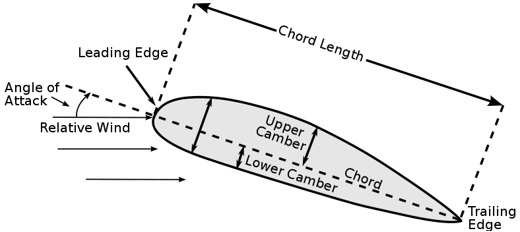 Chord Length
Leading Edge
Angle of
Attack
Relative Wind
Upper
Camber
Lower Camber
Chord
Trailing
Edge